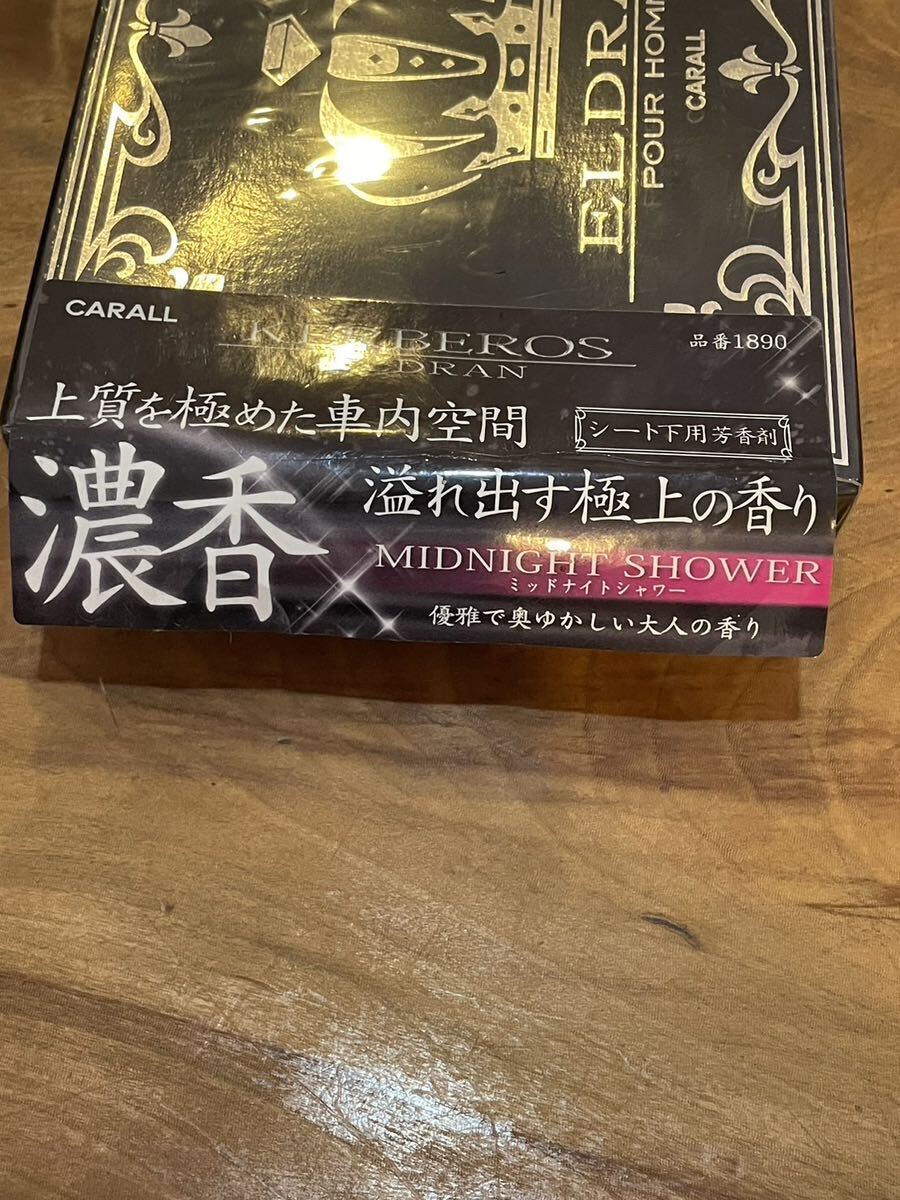 POUR HOMM
CARALL
CARALL
品番1890
上質を極めた車内空間
シート下用 芳香剤
濃香
溢れ出す極上の香り
MIDNIGHT SHOWER
ミッドナイトシャワー
優雅で奥ゆかしい大人の香り